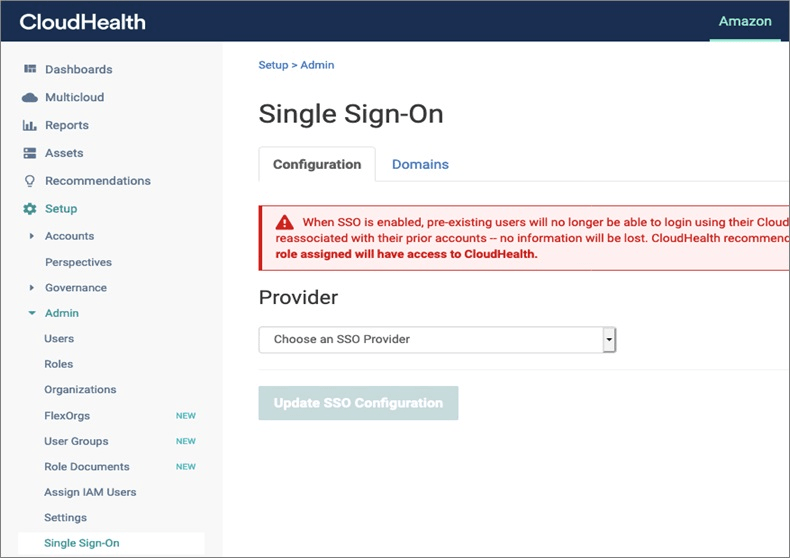 CloudHealth
Amazon
Dashboards
Multicloud
Reports
Assets
Recommendations
Setup
Accounts
Perspectives
Governance
Admin
Users
Roles
Organizations
FlexOrgs NEW
User Groups NEW
Role Documents NEW
Assign IAM Users
Settings
Single Sign-On
Setup > Admin
Single Sign-On
Configuration Domains
When SSO is enabled, pre-existing users will no longer be able to login using their Cloud
reassociated with their prior accounts -- no information will be lost. CloudHealth recommend
role assigned will have access to CloudHealth.
Provider
Choose an SSO Provider
Update SSO Configuration